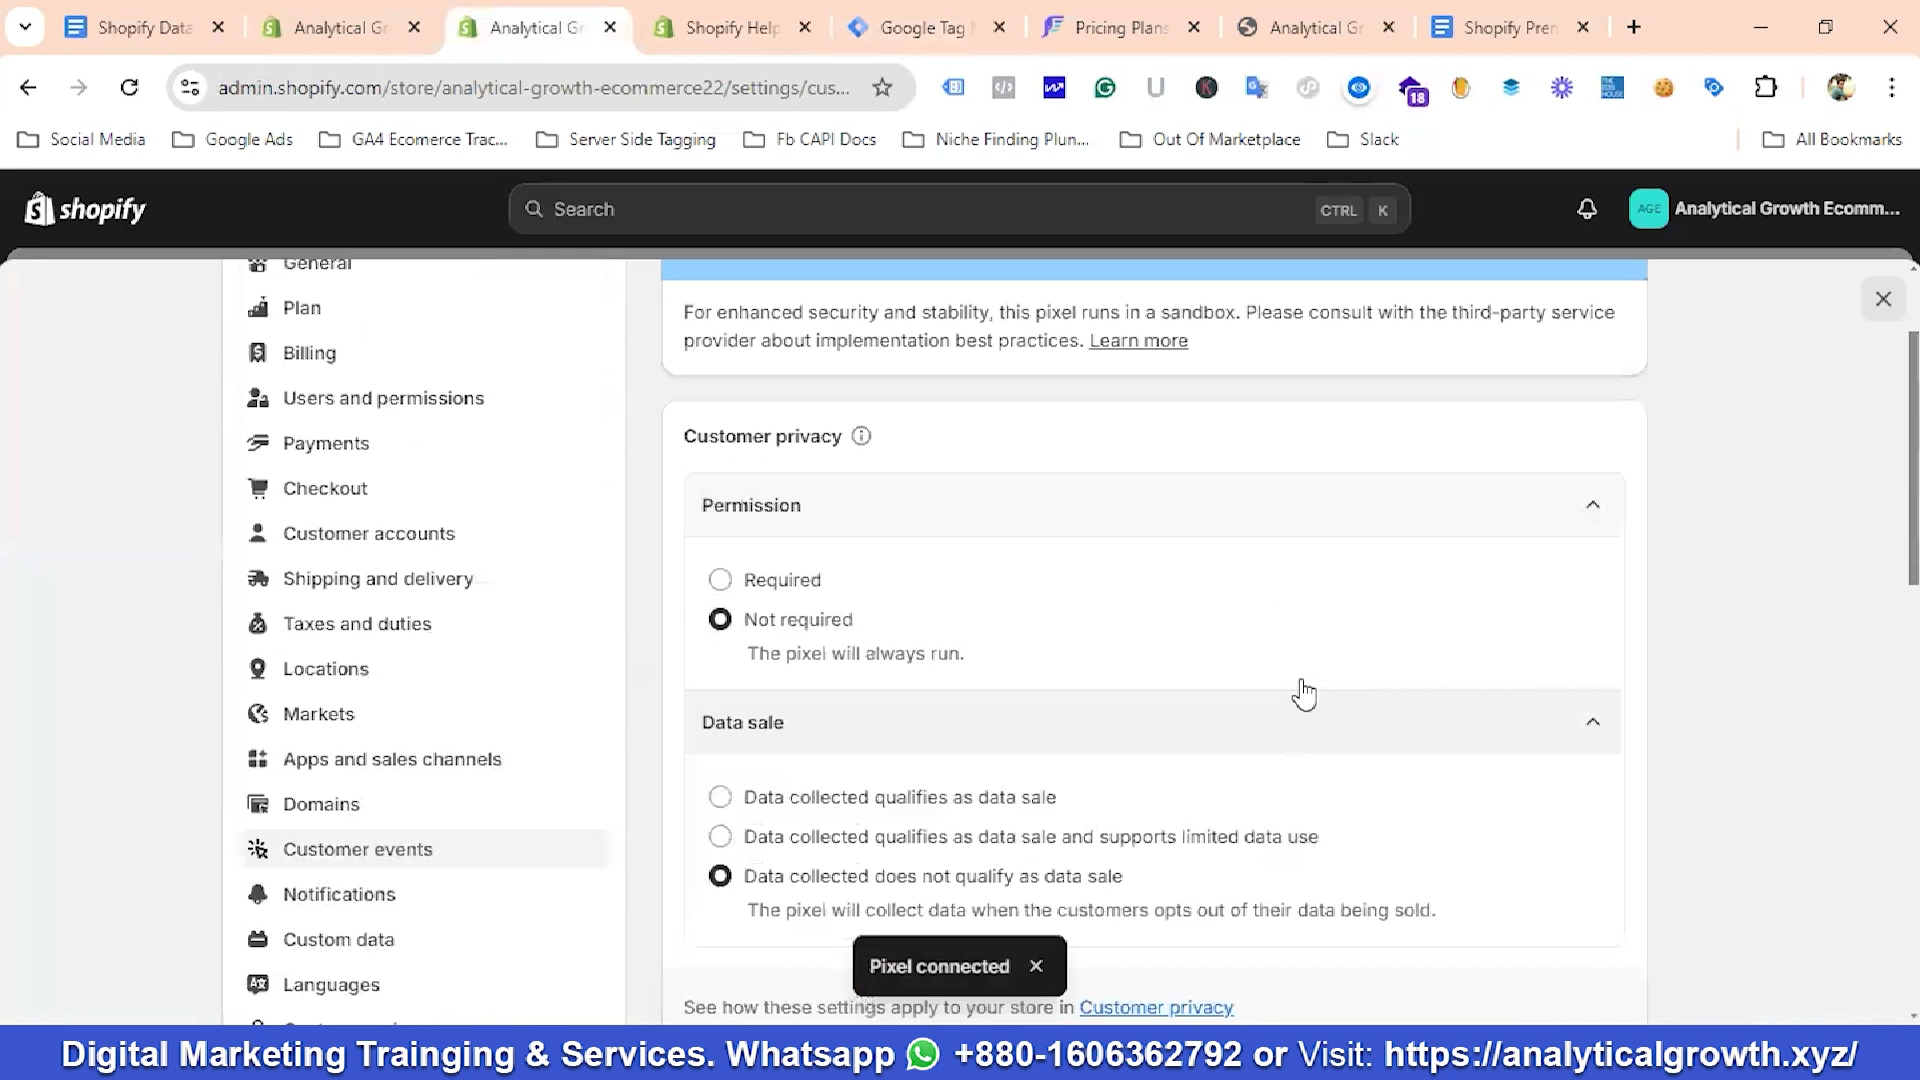 Shopify Data
Analytical Gr
Analytical Gr
Shopify Help
Google Tag
Pricing Plans
Analytical Gr
Shopify Pren
admin.shopify.com/store/analytical-growth-ecommerce22/settings/cus...
18
Social Media
Google Ads
GA4 Ecomerce Trac...
Server Side Tagging
Fb CAPI Docs
Niche Finding Plun...
Out Of Marketplace
Slack
All Bookmarks
shopify
Search
CTRL K
AGE
Analytical Growth Ecomm...
General
Plan
Billing
Users and permissions
Payments
Checkout
Customer accounts
Shipping and delivery
Taxes and duties
Locations
Markets
Apps and sales channels
Domains
Customer events
Notifications
Custom data
Languages
For enhanced security and stability, this pixel runs in a sandbox. Please consult with the third-party service
provider about implementation best practices. Learn more
Customer privacy
Permission
Required
Not required
The pixel will always run.
Data sale
Data collected qualifies as data sale
Data collected qualifies as data sale and supports limited data use
Data collected does not qualify as data sale
The pixel will collect data when the customers opts out of their data being sold.
Pixel connected
See how these settings apply to your store in Customer privacy
Digital Marketing Trainging & Services. Whatsapp +880-1606362792 or Visit: https://analyticalgrowth.xyz/